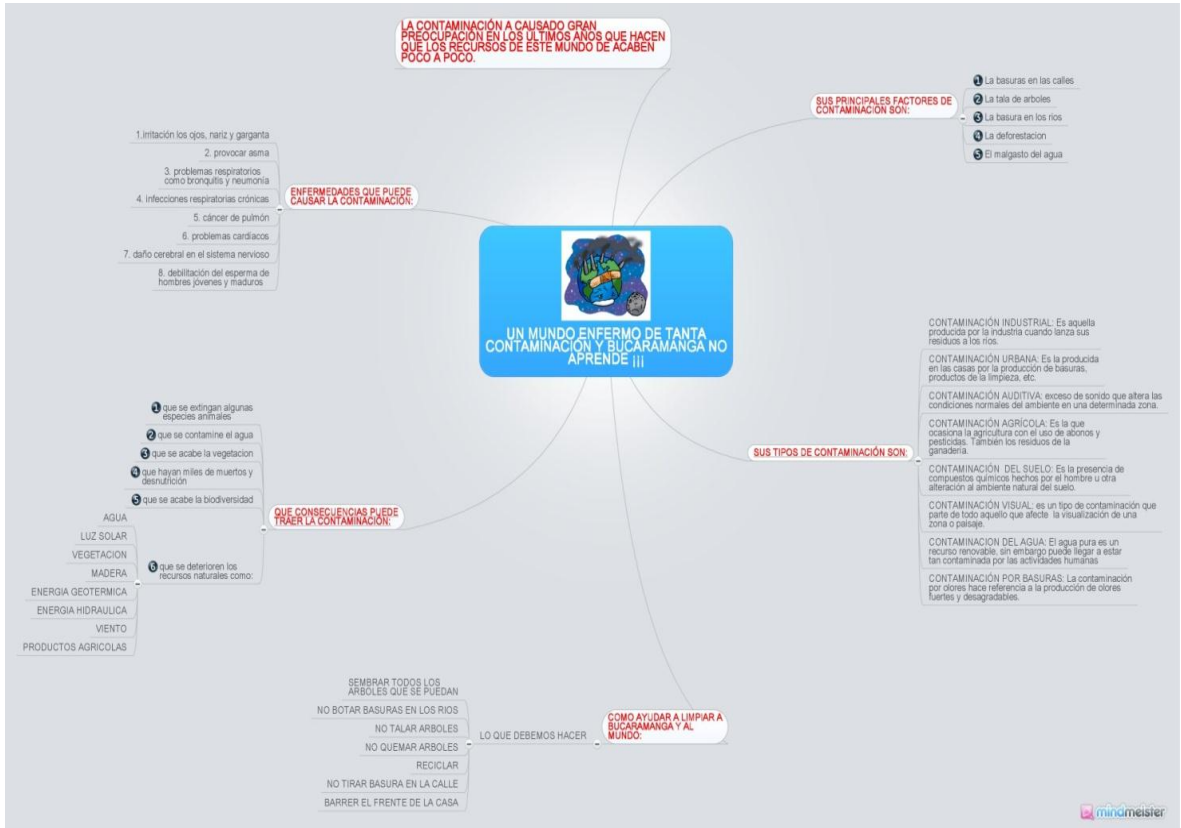 LA CONTAMINACIÓN A CAUSADO GRAN
PREOCUPACIÓN EN LOS ÚLTIMOS AÑOS QUE HACEN
QUE LOS RECURSOS DE ESTE MUNDO DE ACABEN
POCO A POCO.
SUS PRINCIPALES FACTORES DE
CONTAMINACIÓN SON:
1 La basuras en las calles
2 La tala de arboles
3 La basura en los rios
4 La deforestacion
5 El malgasto del agua
ENFERMEDADES QUE PUEDE
CAUSAR LA CONTAMINACIÓN:
1.irritación los ojos, nariz y garganta
2. provocar asma
3. problemas respiratorios
como bronquitis y neumonía
4. infecciones respiratorias crónicas
5. cáncer de pulmón
6. problemas cardíacos
7. daño cerebral en el sistema nervioso
8. debilitación del esperma de
hombres jóvenes y maduros
UN MUNDO ENFERMO DE TANTA
CONTAMINACIÓN Y BUCARAMANGA NO
APRENDE ¡¡¡
SUS TIPOS DE CONTAMINACIÓN SON:
CONTAMINACIÓN INDUSTRIAL: Es aquella
producida por la industria cuando lanza sus
residuos a los ríos.
CONTAMINACIÓN URBANA: Es la producida
en las casas por la producción de basuras,
productos de la limpieza, etc.
CONTAMINACIÓN AUDITIVA: exceso de sonido que altera las
condiciones normales del ambiente en una determinada zona.
CONTAMINACIÓN AGRÍCOLA: Es la que
ocasiona la agricultura con el uso de abonos y
pesticidas. También los residuos de la
ganadería.
CONTAMINACIÓN DEL SUELO: Es la presencia de
compuestos químicos hechos por el hombre u otra
alteración al ambiente natural del suelo.
CONTAMINACIÓN VISUAL: es un tipo de contaminación que
parte de todo aquello que afecte la visualización de una
zona o paisaje.
CONTAMINACION DEL AGUA: El agua pura es un
recurso renovable, sin embargo puede llegar a estar
tan contaminada por las actividades humanas
CONTAMINACIÓN POR BASURAS: La contaminación
por olores hace referencia a la producción de olores
fuertes y desagradables.
QUE CONSECUENCIAS PUEDE
TRAER LA CONTAMINACIÓN:
1 que se extingan algunas
especies animales
2 que se contamine el agua
3 que se acabe la vegetacion
4 que hayan miles de muertos y
desnutrición
5 que se acabe la biodiversidad
6 que se deterioren los
recursos naturales como:
AGUA
LUZ SOLAR
VEGETACION
MADERA
ENERGIA GEOTERMICA
ENERGIA HIDRAULICA
VIENTO
PRODUCTOS AGRICOLAS
COMO AYUDAR A LIMPIAR A
BUCARAMANGA Y AL
MUNDO:
LO QUE DEBEMOS HACER
SEMBRAR TODOS LOS
ARBOLES QUE SE PUEDAN
NO BOTAR BASURAS EN LOS RIOS
NO TALAR ARBOLES
NO QUEMAR ARBOLES
RECICLAR
NO TIRAR BASURA EN LA CALLE
BARRER EL FRENTE DE LA CASA
mindmeister